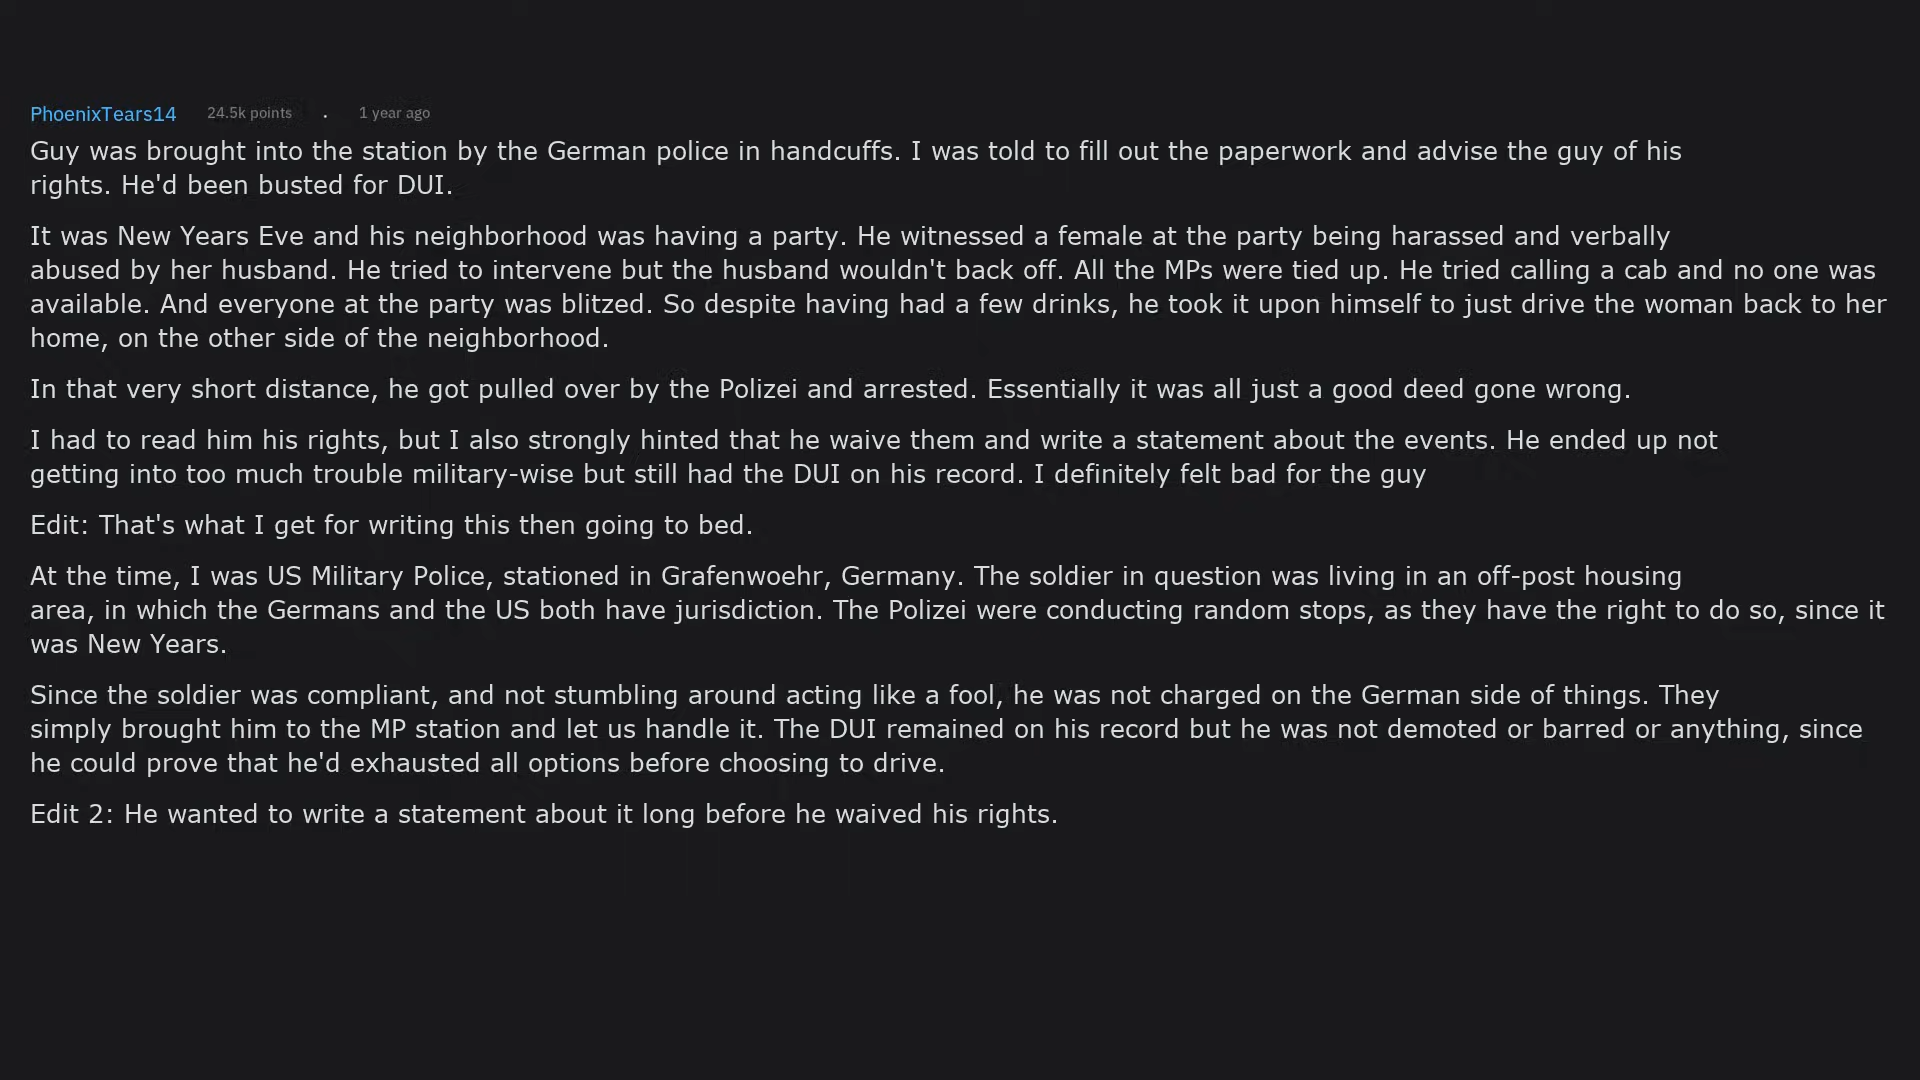 PhoenixTears14 24.5k points . 1 year ago
Guy was brought into the station by the German police in handcuffs. I was told to fill out the paperwork and advise the guy of his
rights. He'd been busted for DUI.
It was New Years Eve and his neighborhood was having a party. He witnessed a female at the party being harassed and verbally
abused by her husband. He tried to intervene but the husband wouldn't back off. All the MPs were tied up. He tried calling a cab and no one was
available. And everyone at the party was blitzed. So despite having had a few drinks, he took it upon himself to just drive the woman back to her
home, on the other side of the neighborhood.
In that very short distance, he got pulled over by the Polizei and arrested. Essentially it was all just a good deed gone wrong.
I had to read him his rights, but I also strongly hinted that he waive them and write a statement about the events. He ended up not
getting into too much trouble military-wise but still had the DUI on his record. I definitely felt bad for the guy
Edit: That's what I get for writing this then going to bed.
At the time, I was US Military Police, stationed in Grafenwoehr, Germany. The soldier in question was living in an off-post housing
area, in which the Germans and the US both have jurisdiction. The Polizei were conducting random stops, as they have the right to do so, since it
was New Years.
Since the soldier was compliant, and not stumbling around acting like a fool, he was not charged on the German side of things. They
simply brought him to the MP station and let us handle it. The DUI remained on his record but he was not demoted or barred or anything, since
he could prove that he'd exhausted all options before choosing to drive.
Edit 2: He wanted to write a statement about it long before he waived his rights.